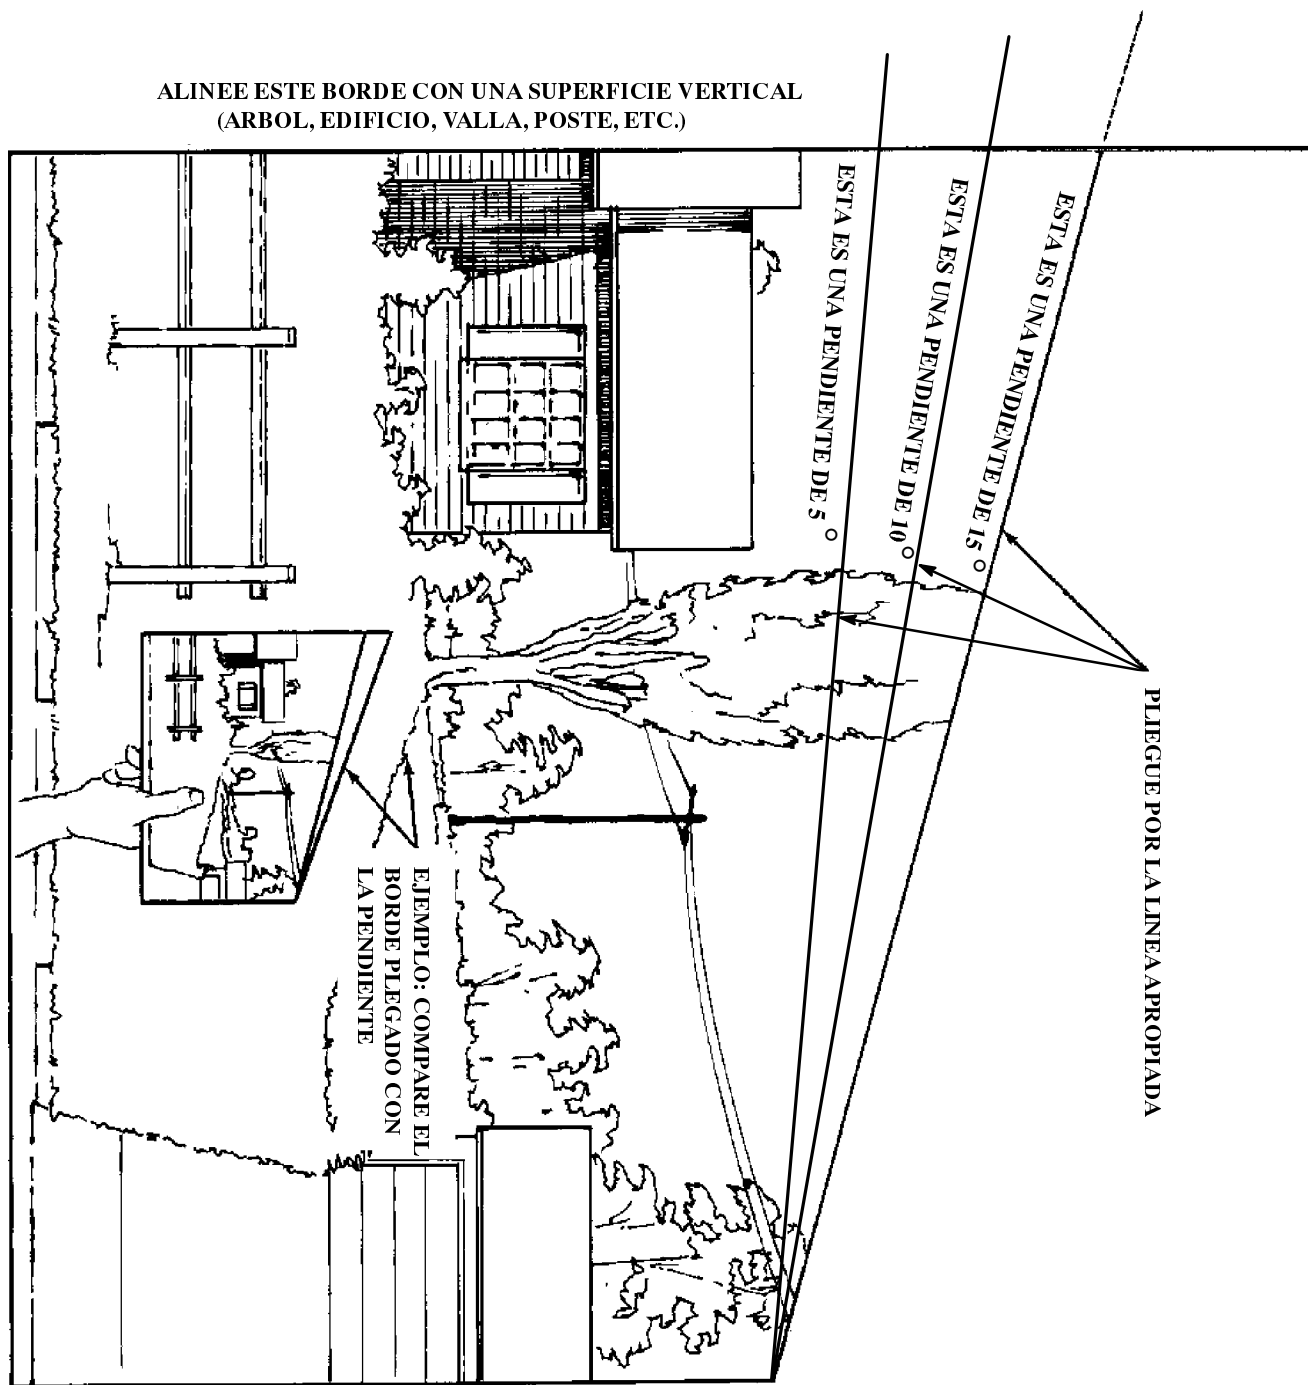 ALINEE ESTE BORDE CON UNA SUPERFICIE VERTICAL
(ARBOL, EDIFICIO, VALLA, POSTE, ETC.)
ESTA ES UNA PENDIENTE DE 15°
ESTA ES UNA PENDIENTE DE 10°
ESTA ES UNA PENDIENTE DE 5°
PLIEGUE POR LA LINEA APROPIADA
EJEMPLO: COMPARE EL
BORDE PLEGADO CON
LA PENDIENTE